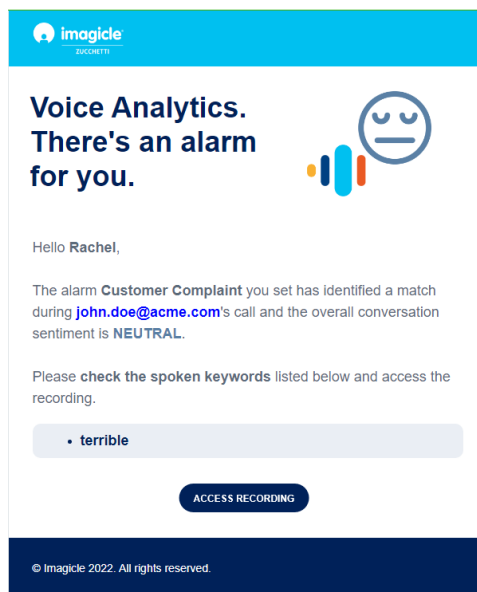 imagicle
ZUCCHETTI
Voice Analytics.
There's an alarm
for you.
Hello Rachel,
The alarm Customer Complaint you set has identified a match
during john.doe@acme.com's call and the overall conversation
sentiment is NEUTRAL.
Please check the spoken keywords listed below and access the
recording.
• terrible
ACCESS RECORDING
© Imagicle 2022. All rights reserved.